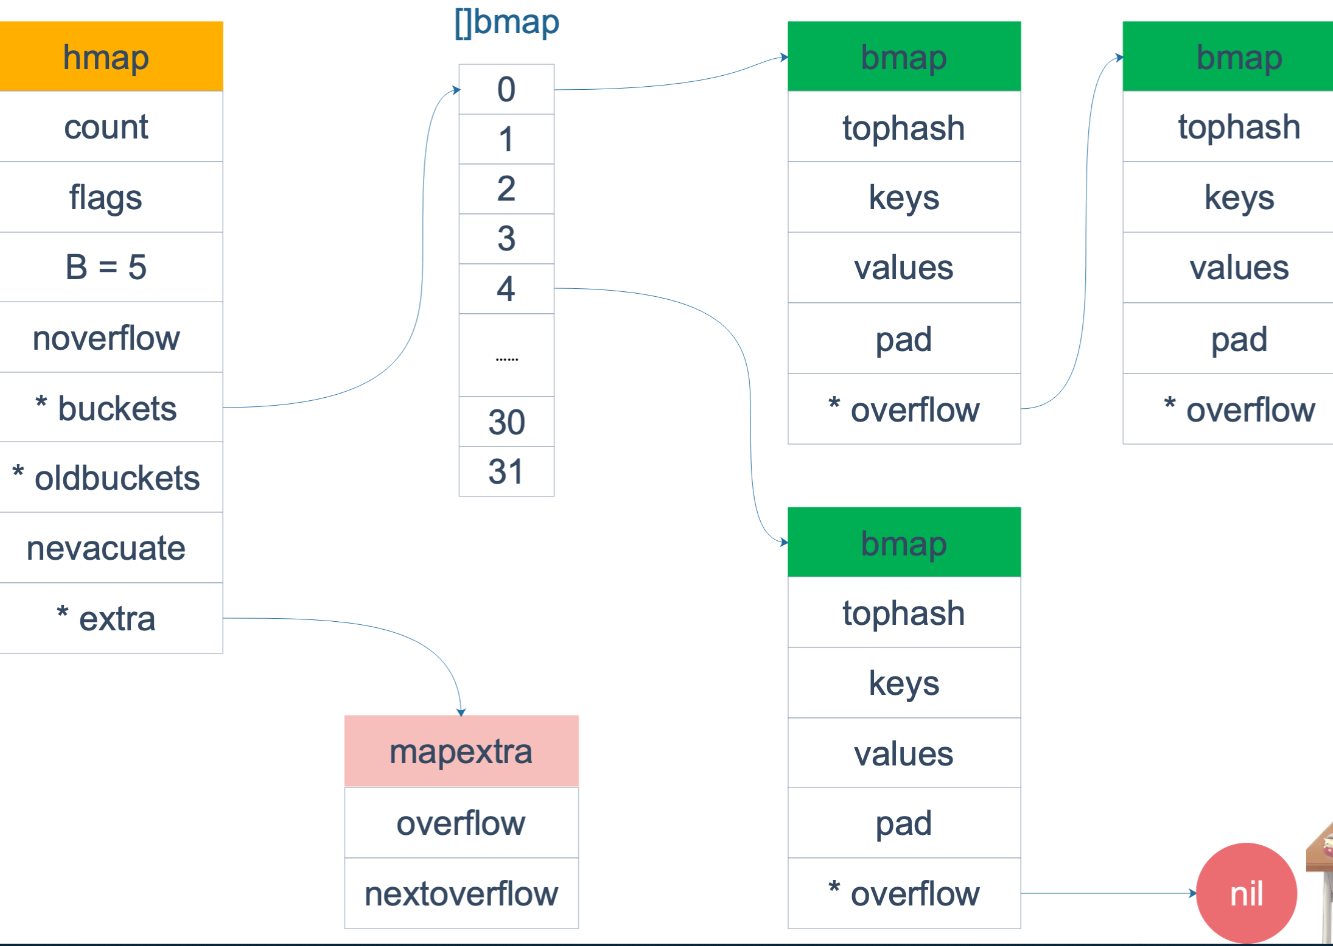 hmap
count
flags
B = 5
noverflow
* buckets
* oldbuckets
nevacuate
* extra
[]bmap
0
1
2
3
4
......
30
31
bmap
tophash
keys
values
pad
* overflow
bmap
tophash
keys
values
pad
* overflow
bmap
tophash
keys
values
pad
* overflow
nil
mapextra
overflow
nextoverflow